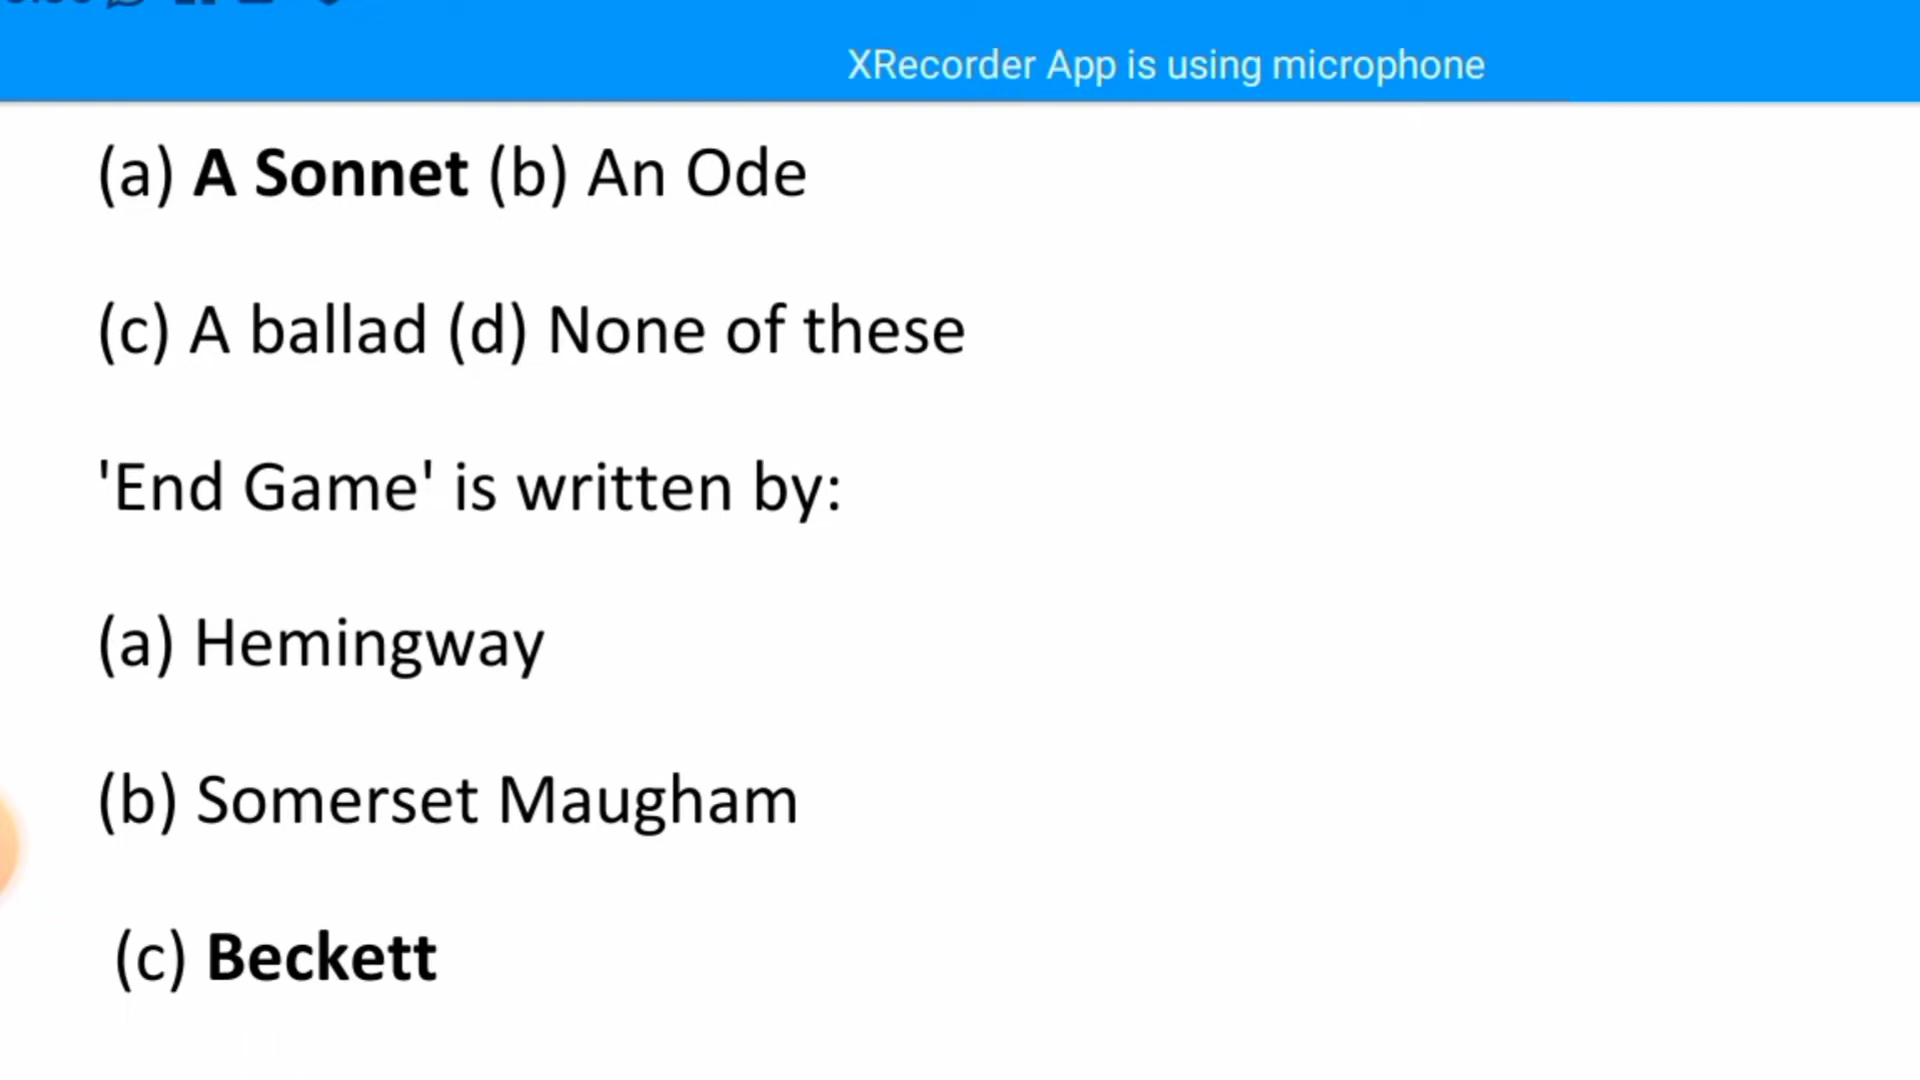 XRecorder App is using microphone
(a) A Sonnet (b) An Ode
(c) A ballad (d) None of these
'End Game' is written by:
(a) Hemingway
(b) Somerset Maugham
(c) Beckett